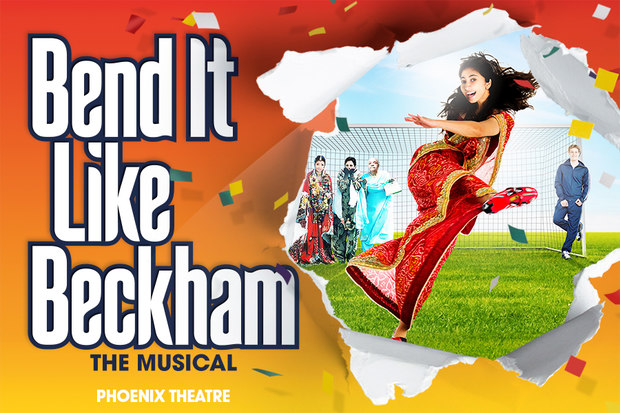 Bend It
Like
Beckham
THE MUSICAL
PHOENIX THEATRE